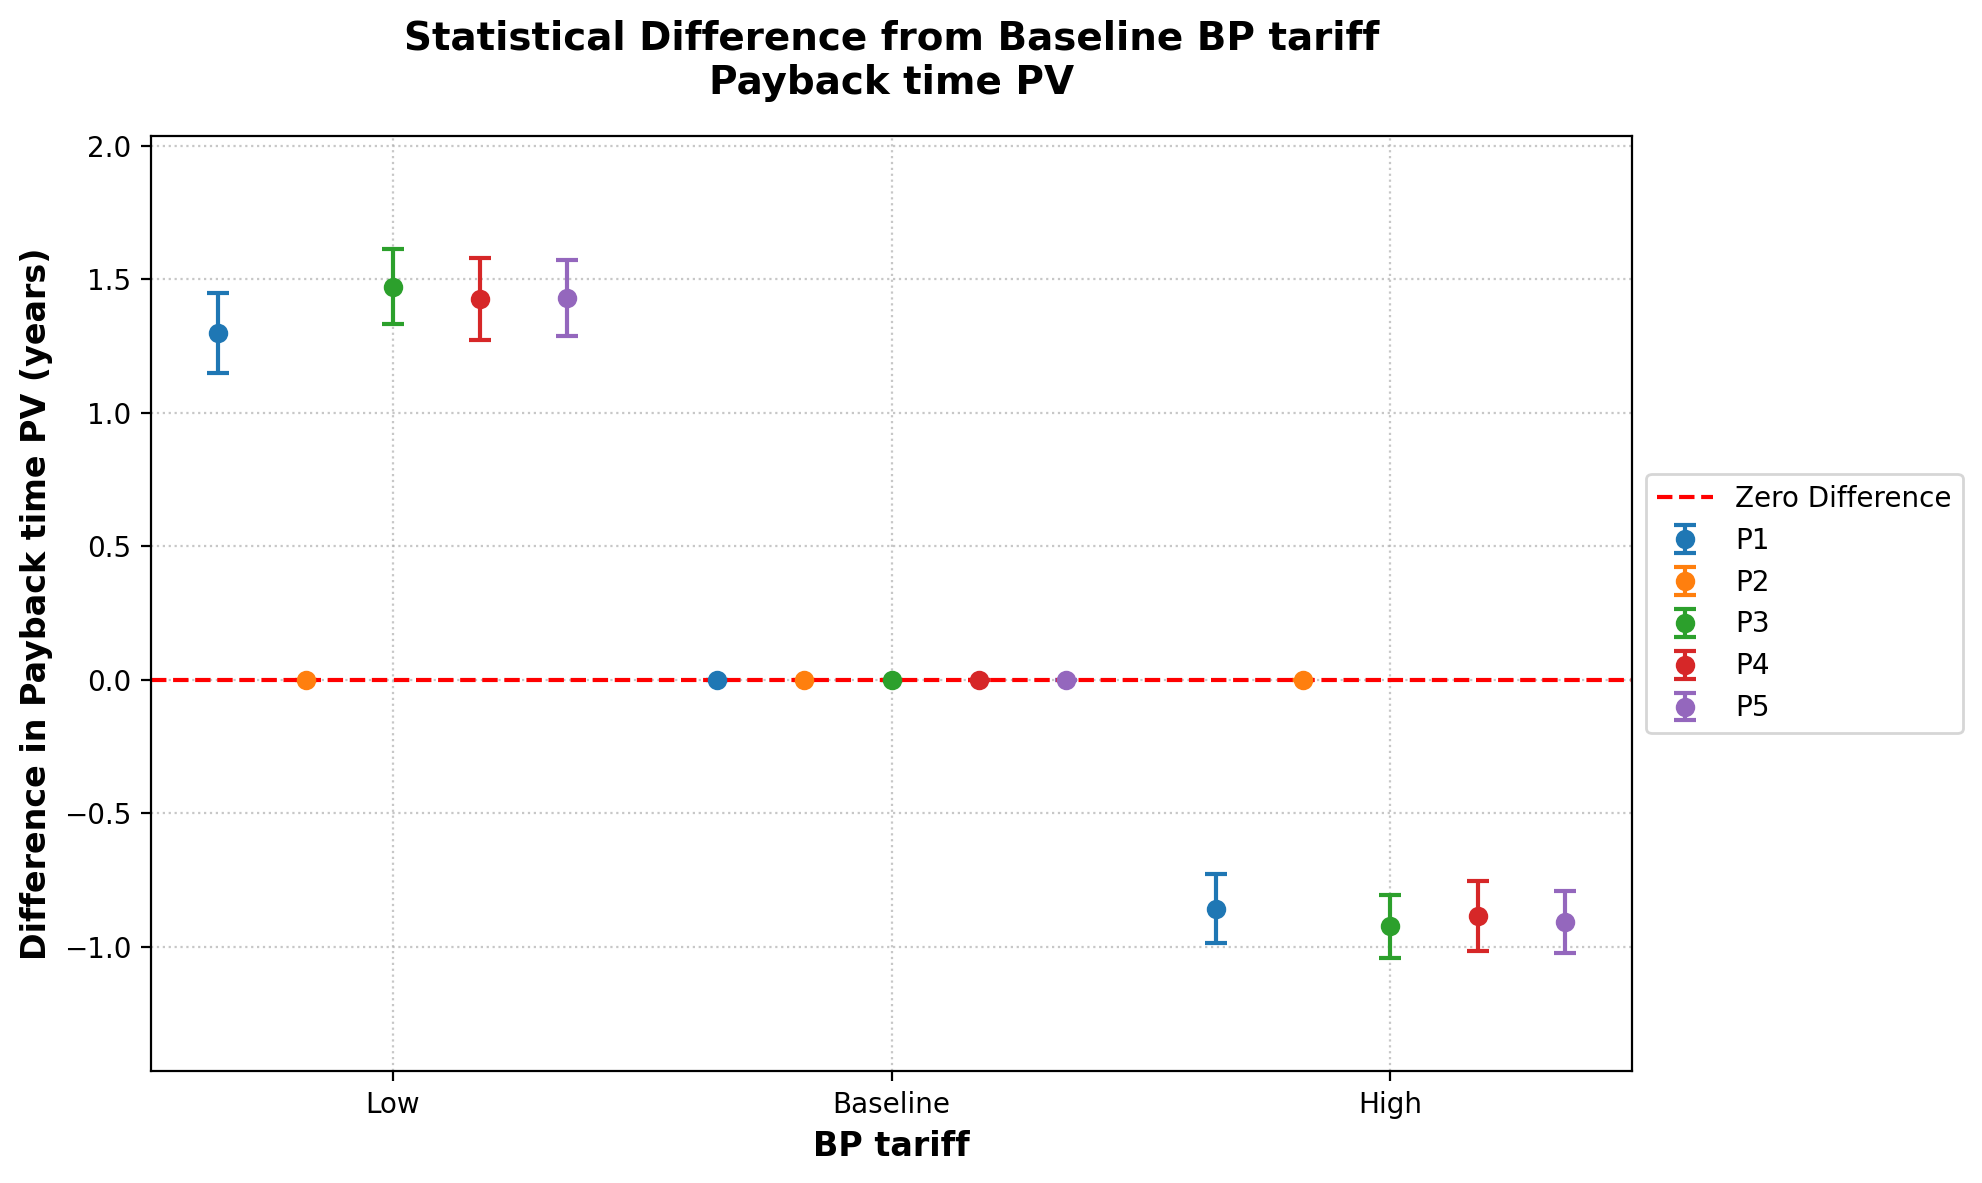 Statistical Difference from Baseline BP tariff
Payback time PV
Difference in Payback time PV (years)
2.0
1.5
1.0
0.5
0.0
−0.5
−1.0
Low
Baseline
High
BP tariff
Zero Difference
P1
P2
P3
P4
P5